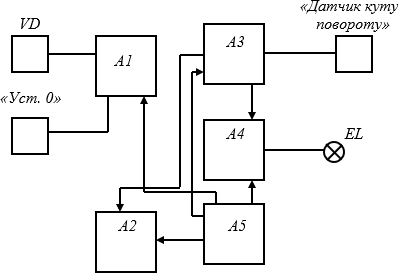 VD
«Датчик куту
повороту»
A1
A3
«Уст. 0»
A4
EL
A2
A5